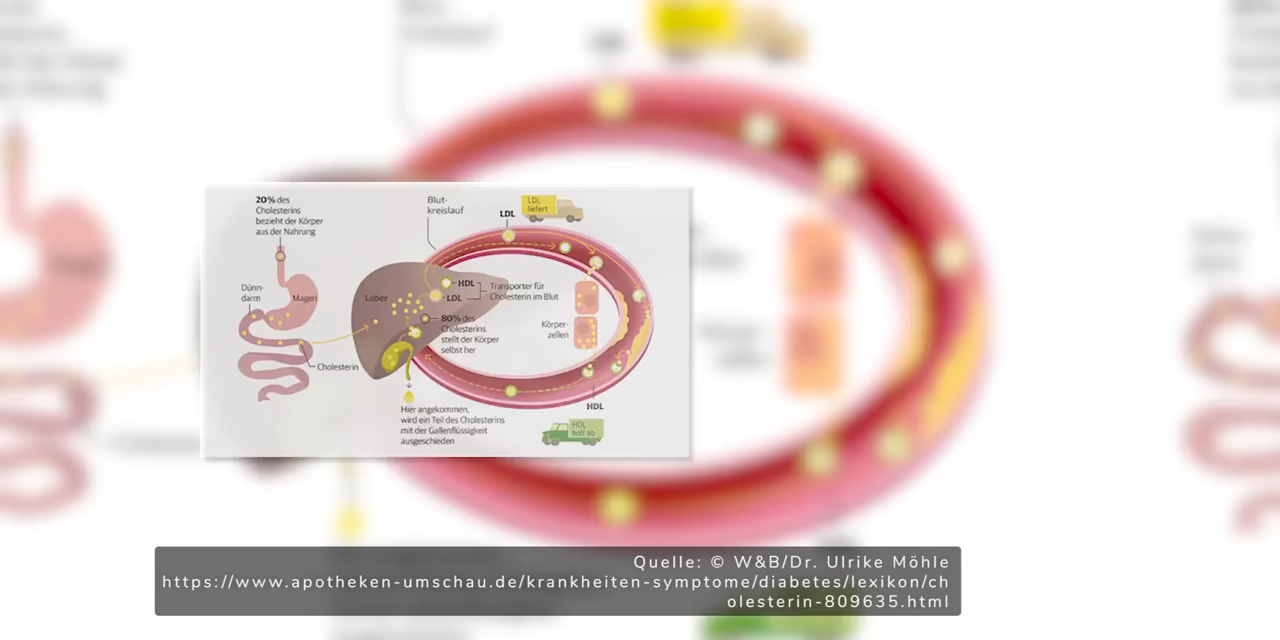 20% des
Cholesterins
bezieht der Körper
aus der Nahrung
Blut-
kreislauf
LDL
LDL
liefert
Dünn-
darm
Magen
Leber
HDL
LDL
Transporter für
Cholesterin im Blut
80% des
Cholesterins
stellt der Körper
selbst her
Körper-
zellen
Cholesterin
Hier angekommen,
wird ein Teil des Cholesterins
mit der Gallenflüssigkeit
ausgeschieden
HDL
HDL
holt ab
Quelle: © W&B/Dr. Ulrike Möhle
https://www.apotheken-umschau.de/krankheiten-symptome/diabetes/lexikon/ch
olesterin-809635.html